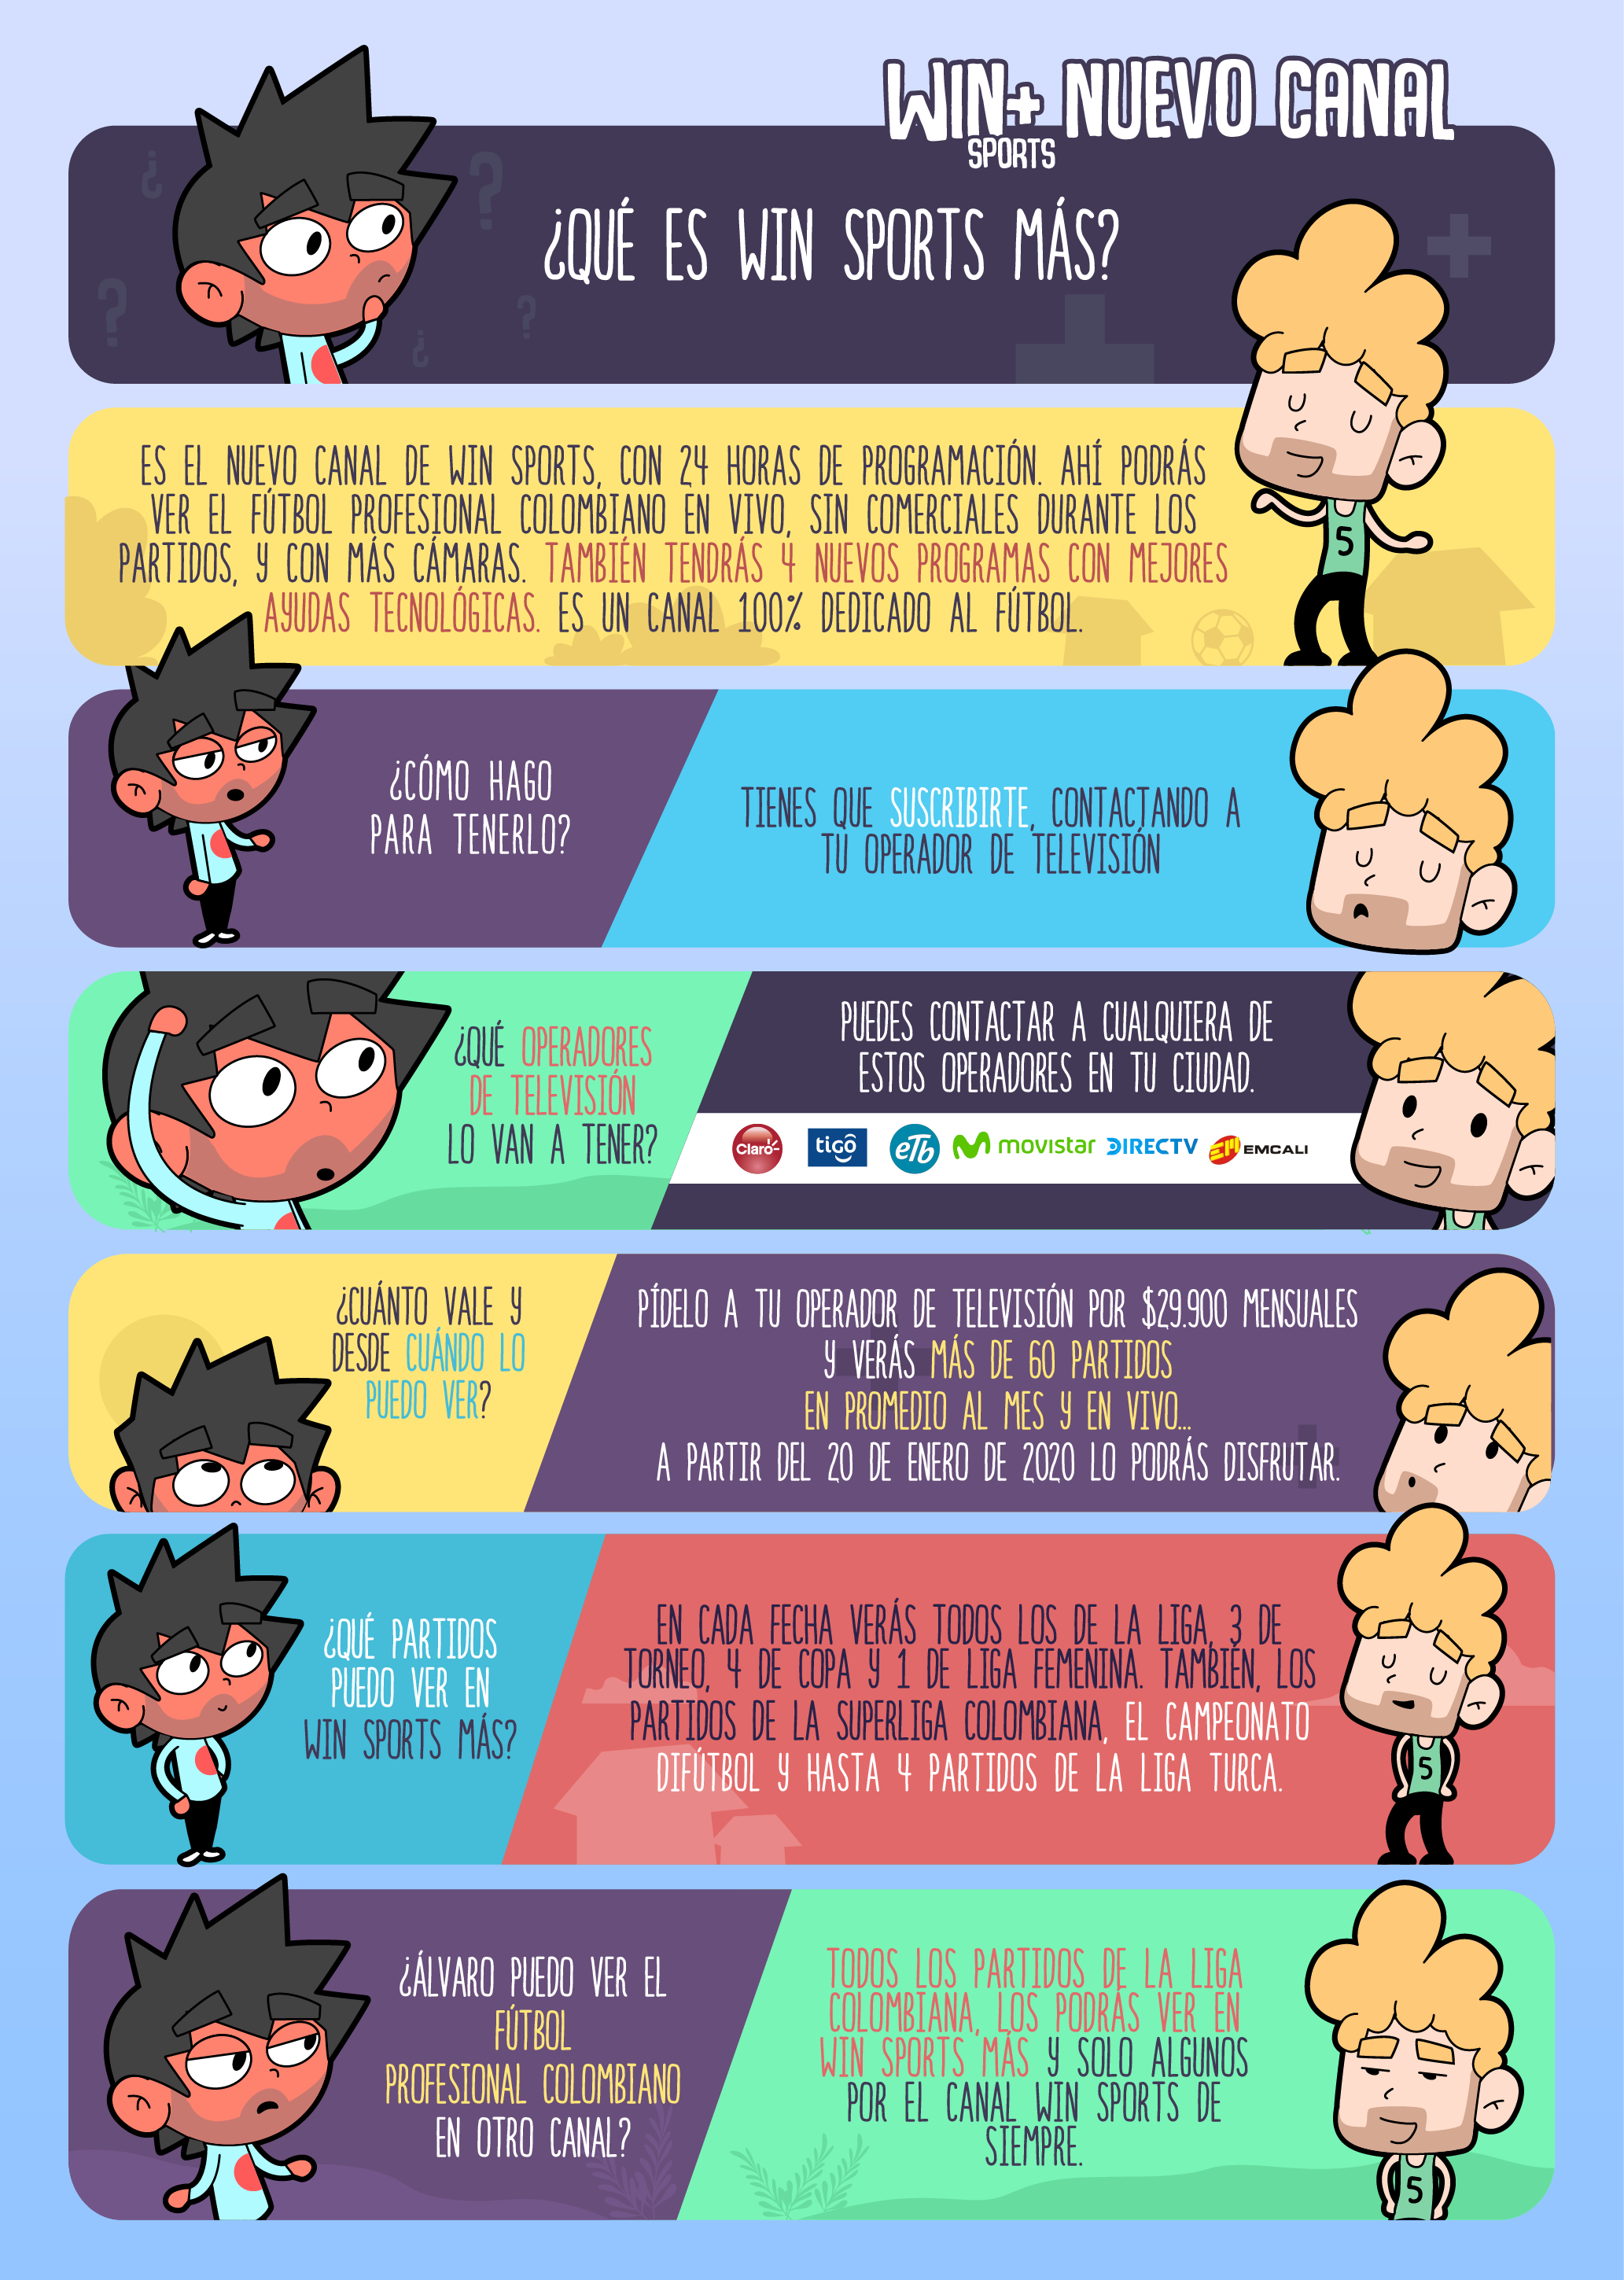 WIN+ NUEVO CANAL
SPORTS
¿QUÉ ES WIN SPORTS MÁS?
ES EL NUEVO CANAL DE WIN SPORTS, CON 24 HORAS DE PROGRAMACIÓN. AHÍ PODRÁS
VER EL FÚTBOL PROFESIONAL COLOMBIANO EN VIVO, SIN COMERCIALES DURANTE LOS
PARTIDOS, Y CON MÁS CÁMARAS. TAMBIÉN TENDRÁS 4 NUEVOS PROGRAMAS CON MEJORES
AYUDAS TECNOLÓGICAS. ES UN CANAL 100% DEDICADO AL FÚTBOL.
5
¿CÓMO HAGO
PARA TENERLO?
TIENES QUE SUSCRIBIRTE, CONTACTANDO A
TU OPERADOR DE TELEVISIÓN
¿QUÉ OPERADORES
DE TELEVISIÓN
LO VAN A TENER?
PUEDES CONTACTAR A CUALQUIERA DE
ESTOS OPERADORES EN TU CIUDAD.
Claro tigo eTb movistar DIRECTV EM EMCALI
¿CUÁNTO VALE Y
DESDE CUÁNDO LO
PUEDO VER?
PÍDELO A TU OPERADOR DE TELEVISIÓN POR $29.900 MENSUALES
Y VERÁS MÁS DE 60 PARTIDOS
EN PROMEDIO AL MES Y EN VIVO...
A PARTIR DEL 20 DE ENERO DE 2020 LO PODRÁS DISFRUTAR.
¿QUÉ PARTIDOS
PUEDO VER EN
WIN SPORTS MÁS?
EN CADA FECHA VERÁS TODOS LOS DE LA LIGA, 3 DE
TORNEO, 4 DE COPA Y 1 DE LIGA FEMENINA. TAMBIÉN, LOS
PARTIDOS DE LA SUPERLIGA COLOMBIANA, EL CAMPEONATO
DIFÚTBOL Y HASTA 4 PARTIDOS DE LA LIGA TURCA.
5
¿ÁLVARO PUEDO VER EL
FÚTBOL
PROFESIONAL COLOMBIANO
EN OTRO CANAL?
TODOS LOS PARTIDOS DE LA LIGA
COLOMBIANA, LOS PODRÁS VER EN
WIN SPORTS MÁS Y SOLO ALGUNOS
POR EL CANAL WIN SPORTS DE
SIEMPRE.
5